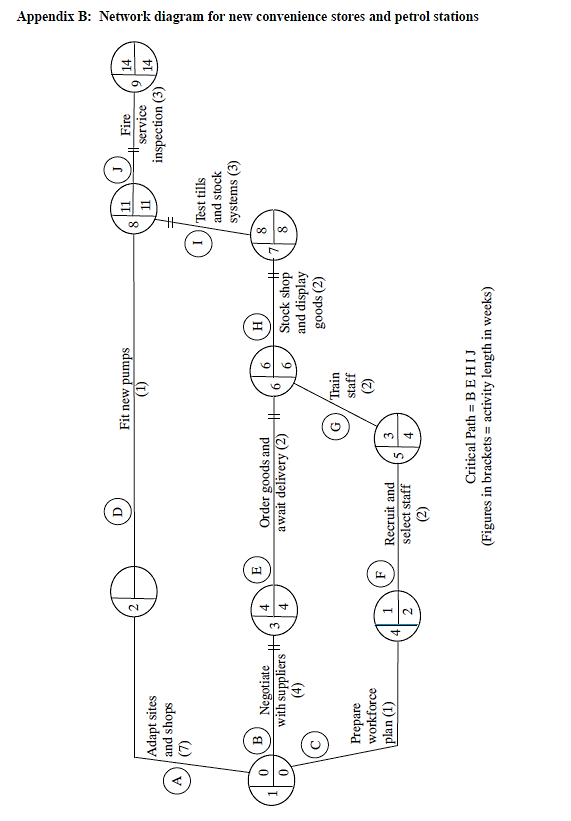 Appendix B: Network diagram for new convenience stores and petrol stations
A
Adapt sites
and shops
(7)
2
D
Fit new pumps
(1)
8
11
11
J
Fire
service
inspection (3)
9
14
14
1
0
0
B
Negotiate
with suppliers
(4)
3
4
4
E
Order goods and
await delivery (2)
6
6
6
H
Stock shop
and display
goods (2)
7
8
8
I
Test tills
and stock
systems (3)
C
Prepare
workforce
plan (1)
4
1
2
F
Recruit and
select staff
(2)
5
3
4
G
Train
staff
(2)
Critical Path = B E H I J
(Figures in brackets = activity length in weeks)